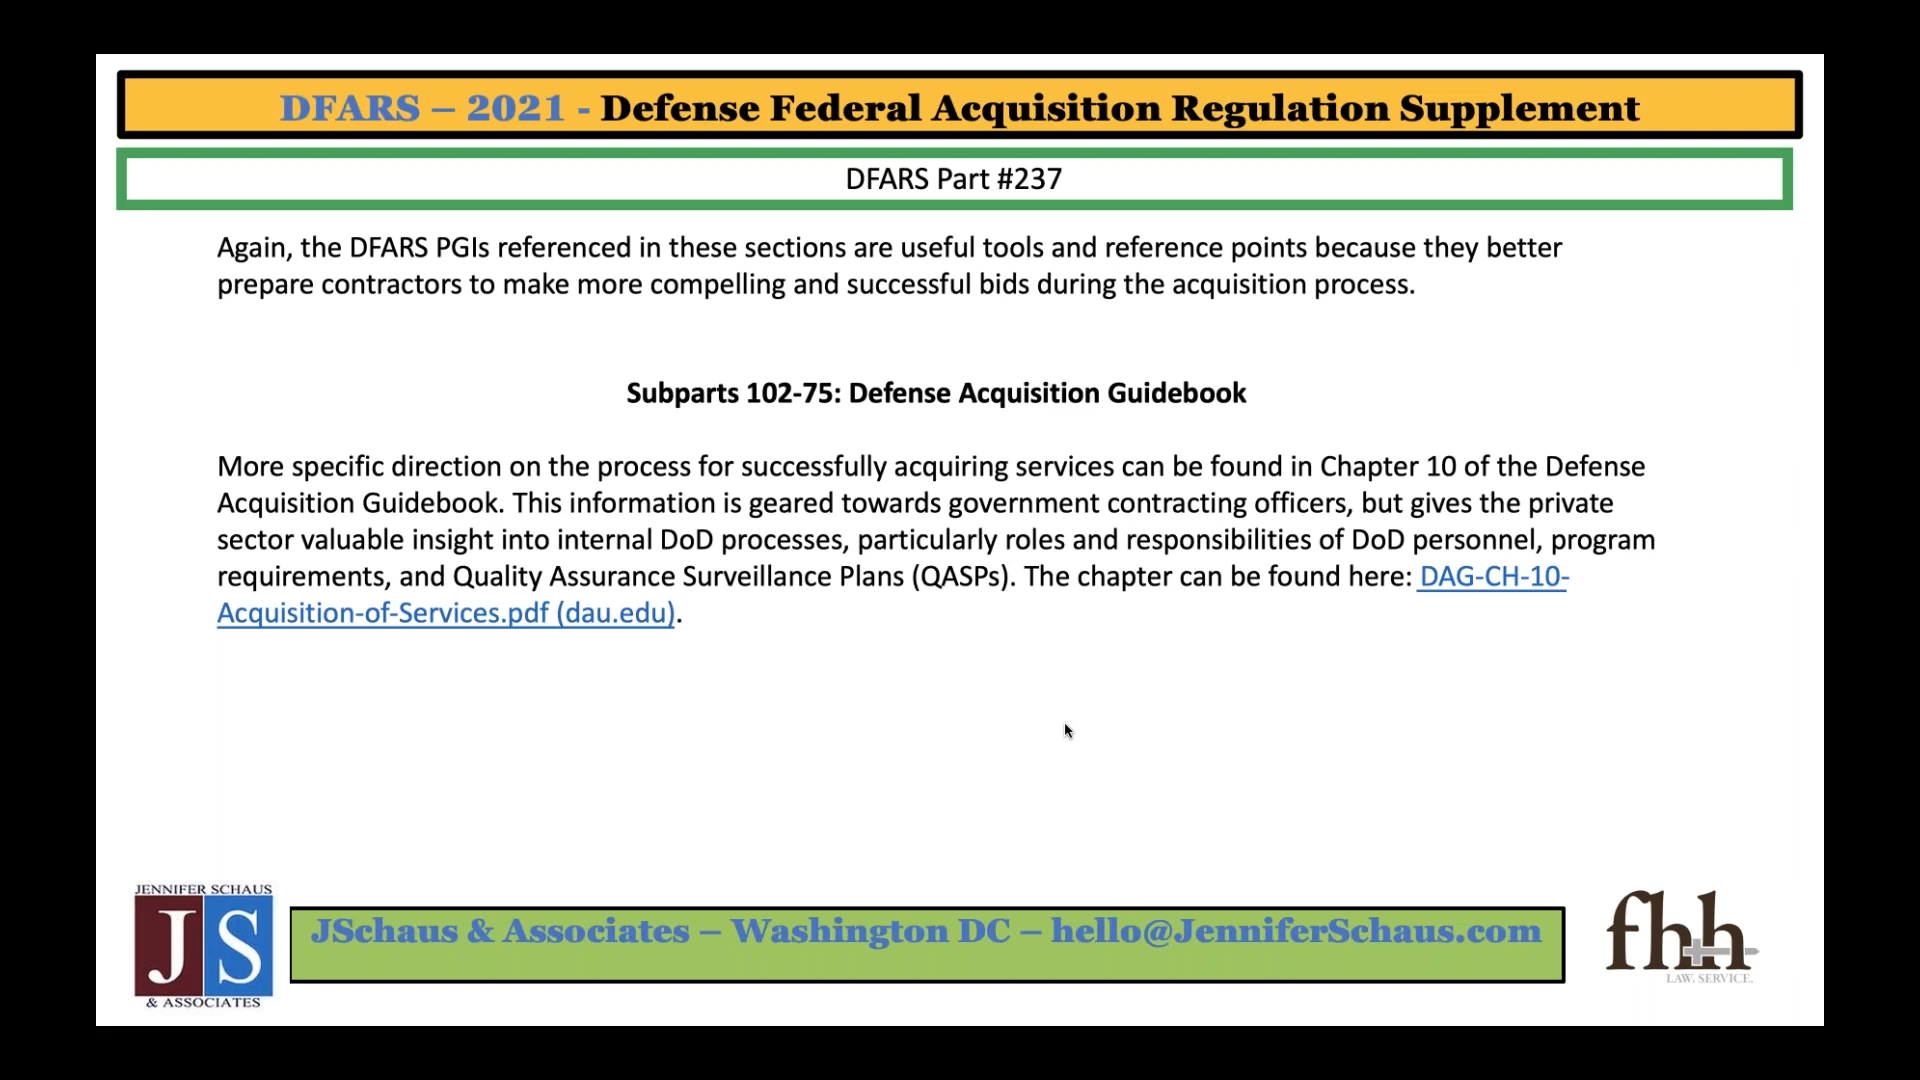 DFARS – 2021 - Defense Federal Acquisition Regulation Supplement
DFARS Part #237
Again, the DFARS PGIs referenced in these sections are useful tools and reference points because they better
prepare contractors to make more compelling and successful bids during the acquisition process.
Subparts 102-75: Defense Acquisition Guidebook
More specific direction on the process for successfully acquiring services can be found in Chapter 10 of the Defense
Acquisition Guidebook. This information is geared towards government contracting officers, but gives the private
sector valuable insight into internal DoD processes, particularly roles and responsibilities of DoD personnel, program
requirements, and Quality Assurance Surveillance Plans (QASPs). The chapter can be found here: DAG-CH-10-
Acquisition-of-Services.pdf (dau.edu).
JENNIFER SCHAUS
JS
& ASSOCIATES
JSchaus & Associates – Washington DC – hello@JenniferSchaus.com
fhh
LAW. SERVICE.